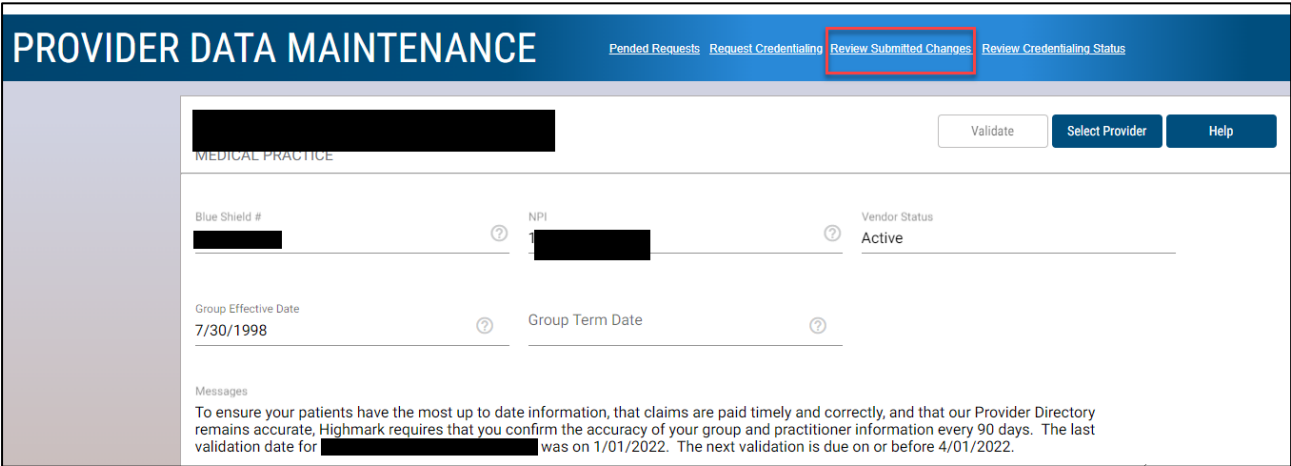 PROVIDER DATA MAINTENANCE Pended Requests Request Credentialing Review Submitted Changes Review Credentialing Status
Validate Select Provider Help
MEDICAL PRACTICE
Blue Shield # NPI Vendor Status
1 Active
Group Effective Date
7/30/1998 Group Term Date
Messages
To ensure your patients have the most up to date information, that claims are paid timely and correctly, and that our Provider Directory
remains accurate, Highmark requires that you confirm the accuracy of your group and practitioner information every 90 days. The last
validation date for was on 1/01/2022. The next validation is due on or before 4/01/2022.